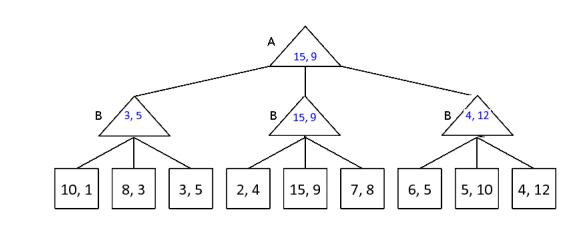 A
15, 9
B 3, 5 B 15, 9 B 4, 12
10, 1 8, 3 3, 5 2, 4 15, 9 7, 8 6, 5 5, 10 4, 12